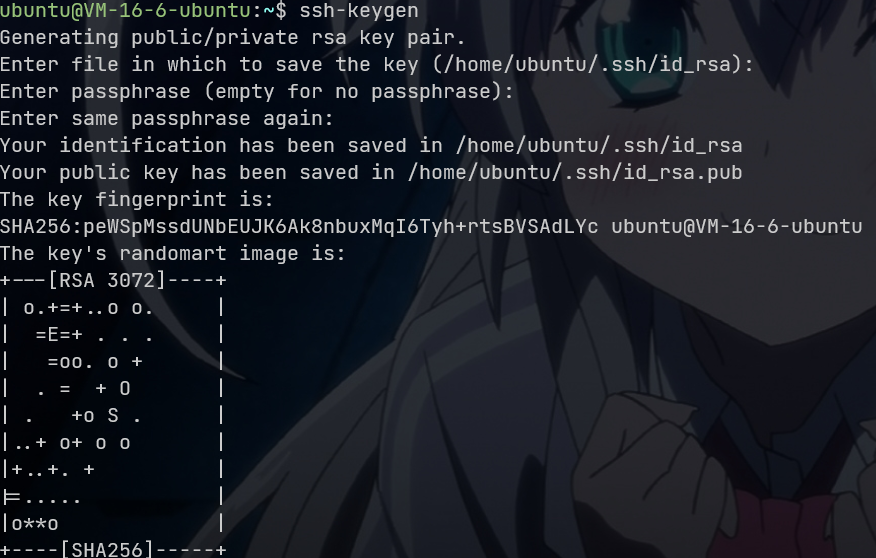 ubuntu@VM-16-6-ubuntu:~$ ssh-keygen
Generating public/private rsa key pair.
Enter file in which to save the key (/home/ubuntu/.ssh/id_rsa):
Enter passphrase (empty for no passphrase):
Enter same passphrase again:
Your identification has been saved in /home/ubuntu/.ssh/id_rsa
Your public key has been saved in /home/ubuntu/.ssh/id_rsa.pub
The key fingerprint is:
SHA256:peWSpMssdUNbEUJK6Ak8nbuxMqI6Tyh+rtsBVSAdLYc ubuntu@VM-16-6-ubuntu
The key's randomart image is:
+---[RSA 3072]----+
| o.+=+..o o.     |
|  =E=+ . . .     |
|   =oo. o +      |
|  . =  + O       |
| .   +o S .      |
|..+ o+ o o       |
|+..+. +          |
|=.....           |
|o**o             |
+----[SHA256]-----+